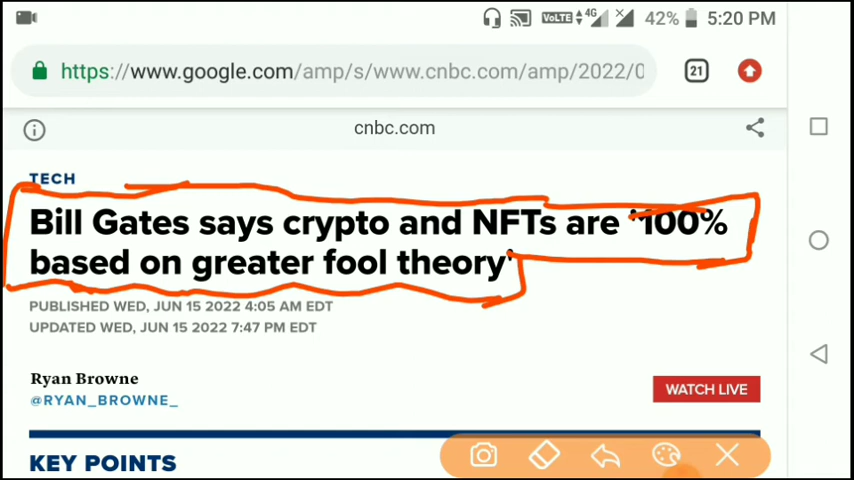 VoLTE 4G 42% 5:20 PM
https://www.google.com/amp/s/www.cnbc.com/amp/2022/0
21
cnbc.com
TECH
Bill Gates says crypto and NFTs are '100%
based on greater fool theory'
PUBLISHED WED, JUN 15 2022 4:05 AM EDT
UPDATED WED, JUN 15 2022 7:47 PM EDT
Ryan Browne
@RYAN_BROWNE_
WATCH LIVE
KEY POINTS